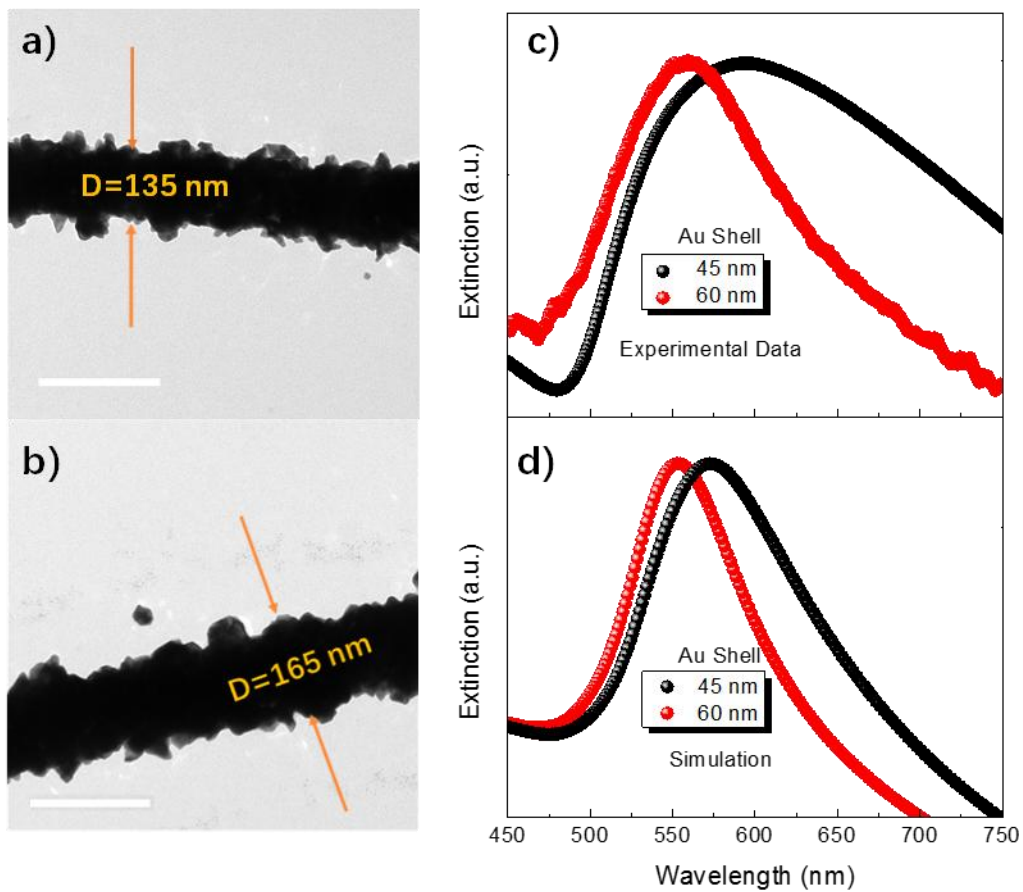 a)
D=135 nm
b)
D=165 nm
c)
Extinction (a.u.)
Au Shell
45 nm
60 nm
Experimental Data
d)
Extinction (a.u.)
Au Shell
45 nm
60 nm
Simulation
450 500 550 600 650 700 750
Wavelength (nm)